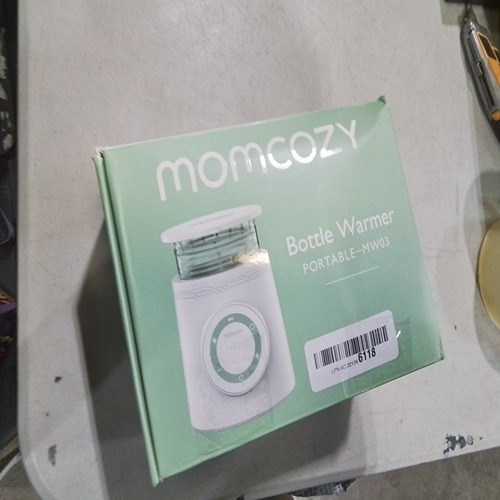 momcozy
Bottle Warmer
PORTABLE-MW03
6118